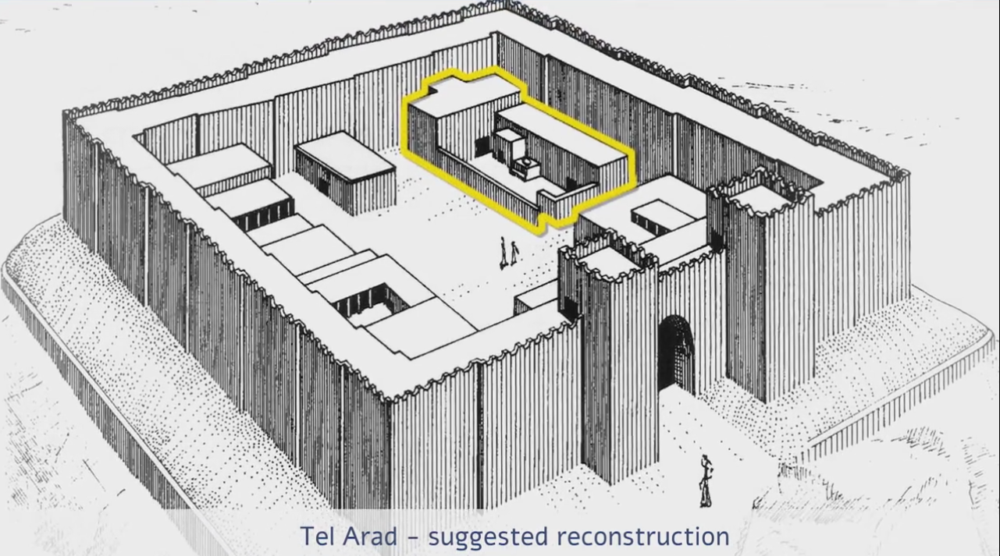 Tel Arad – suggested reconstruction